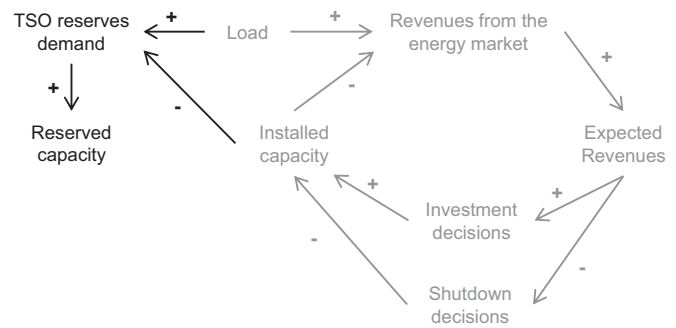 TSO reserves
demand
+
Load
+
Revenues from the
energy market
+
+
-
-
Reserved
capacity
Installed
capacity
Expected
Revenues
+
+
Investment
decisions
-
-
Shutdown
decisions